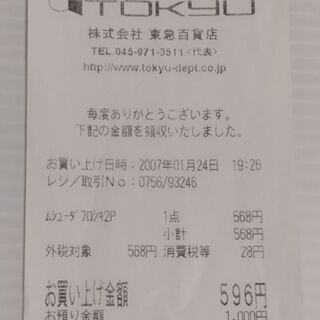 TOKYU
株式会社 東急百貨店
TEL 045-971-3511<代表>
http://www.tokyu-dept.co.jp
毎度ありがとうございます。
下記の金額を領収いたしました。
お買い上げ日時：2007年01月24日 19:26
レジ/取引No：0756/93246
ムシューダ フロシキ2P 1点 568円
小計 568円
外税対象 568円 消費税等 28円
お買い上げ金額 596円
お預り金額 1,000円